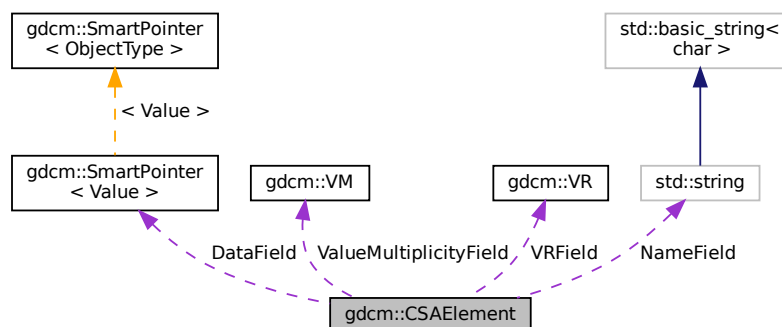 gdcm::SmartPointer
< ObjectType >
std::basic_string<
char >
< Value >
gdcm::SmartPointer
< Value >
gdcm::VM
gdcm::VR
std::string
DataField
ValueMultiplicityField
VRField
NameField
gdcm::CSAElement